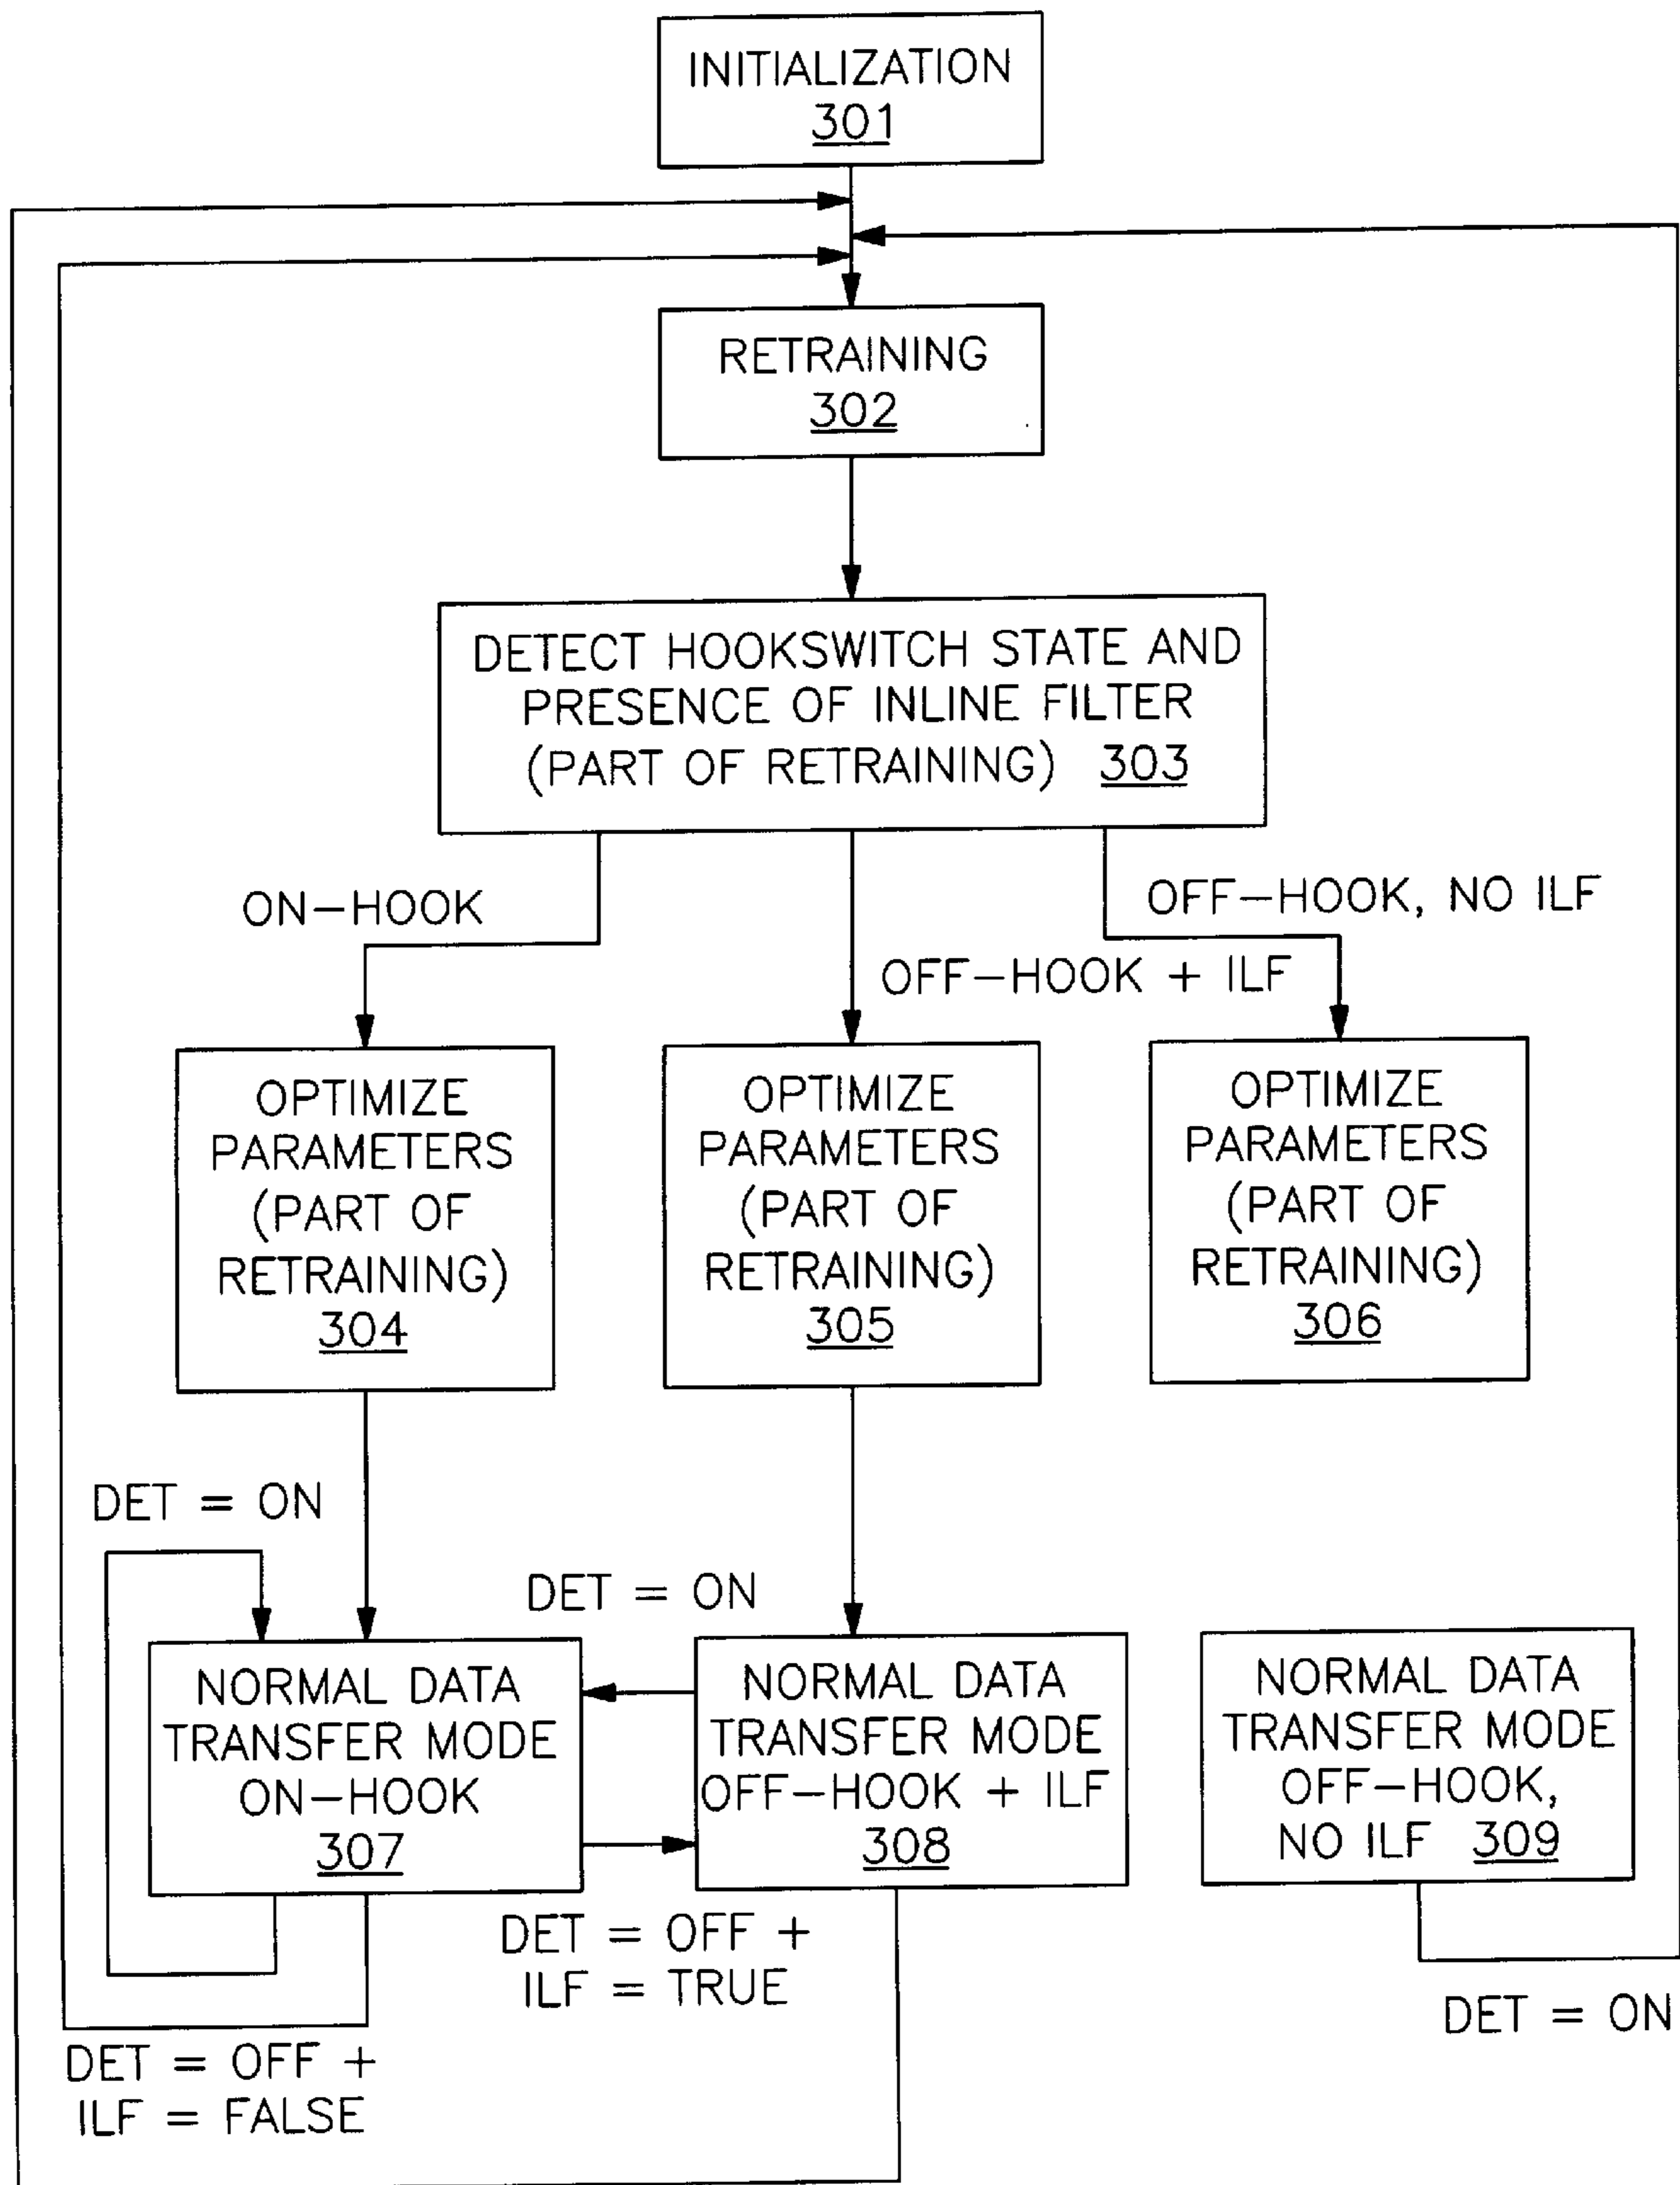 INITIALIZATION
301
RETRAINING
302
DETECT HOOKSWITCH STATE AND
PRESENCE OF INLINE FILTER
(PART OF RETRAINING) 303
ON-HOOK
OFF-HOOK, NO ILF
OFF-HOOK + ILF
OPTIMIZE
PARAMETERS
(PART OF
RETRAINING)
304
OPTIMIZE
PARAMETERS
(PART OF
RETRAINING)
305
OPTIMIZE
PARAMETERS
(PART OF
RETRAINING)
306
DET = ON
DET = ON
NORMAL DATA
TRANSFER MODE
ON-HOOK
307
NORMAL DATA
TRANSFER MODE
OFF-HOOK + ILF
308
NORMAL DATA
TRANSFER MODE
OFF-HOOK,
NO ILF 309
DET = OFF +
ILF = TRUE
DET = ON
DET = OFF +
ILF = FALSE